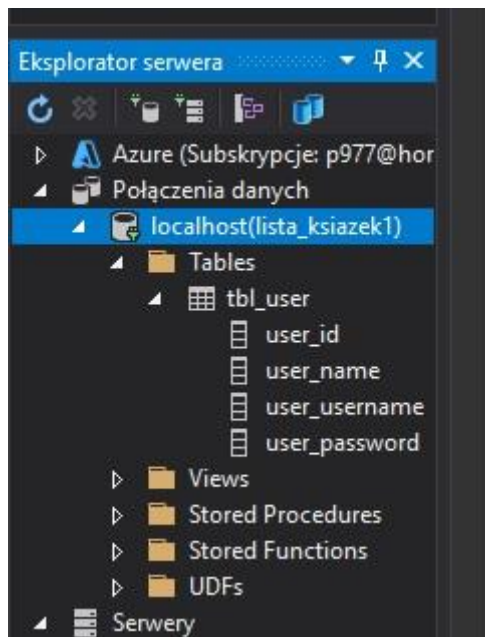 Eksplorator serwera
Azure (Subskrypcje: p977@hor
Połączenia danych
localhost(lista_ksiazek1)
Tables
tbl_user
user_id
user_name
user_username
user_password
Views
Stored Procedures
Stored Functions
UDFs
Serwery